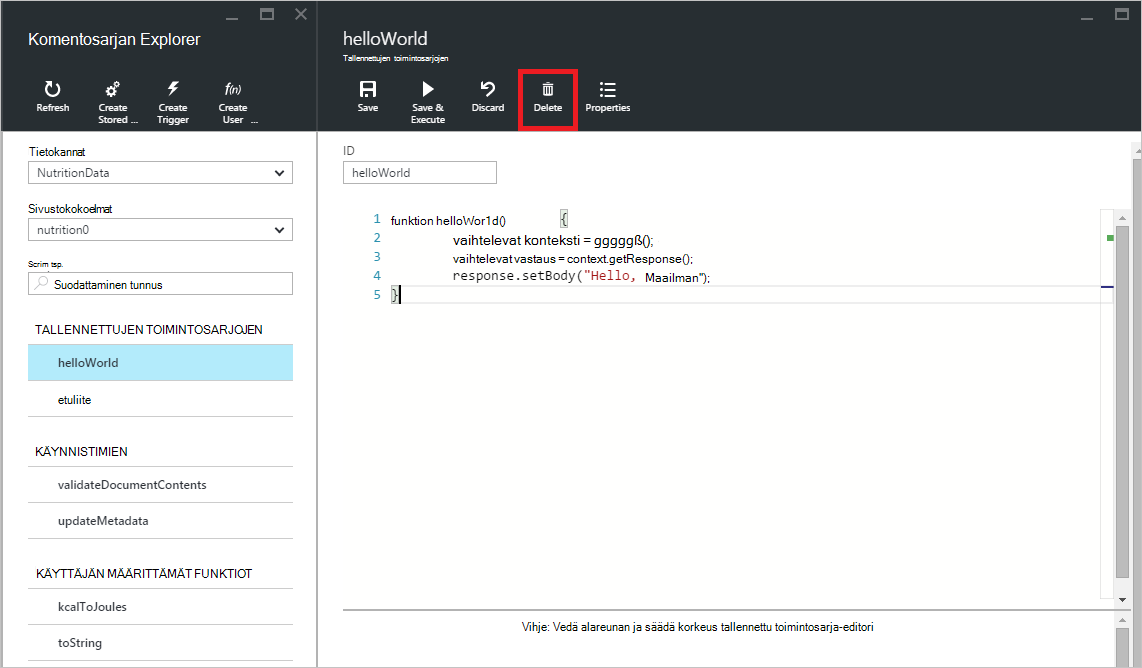 Komentosarjan Explorer
Refresh
Create Stored ...
Create Trigger
f(n)
Create User ...
Tietokannat
NutritionData
Sivustokokoelmat
nutrition0
Scrim tsp.
Suodattaminen tunnus
TALLENNETTUJEN TOIMINTOSARJOJEN
helloWorld
etuliite
KÄYNNISTIMIEN
validateDocumentContents
updateMetadata
KÄYTTÄJÄN MÄÄRITTÄMÄT FUNKTIOT
kcalToJoules
toString
helloWorld
Tallennettujen toimintosarjojen
Save
Save & Execute
Discard
Delete
Properties
ID
helloWorld
1 funktion helloWor1d() {
2 vaihtelevat konteksti = gggggß();
3 vaihtelevat vastaus = context.getResponse();
4 response.setBody("Hello, Maailman");
5 }
Vihje: Vedä alareunan ja säädä korkeus tallennettu toimintosarja-editori